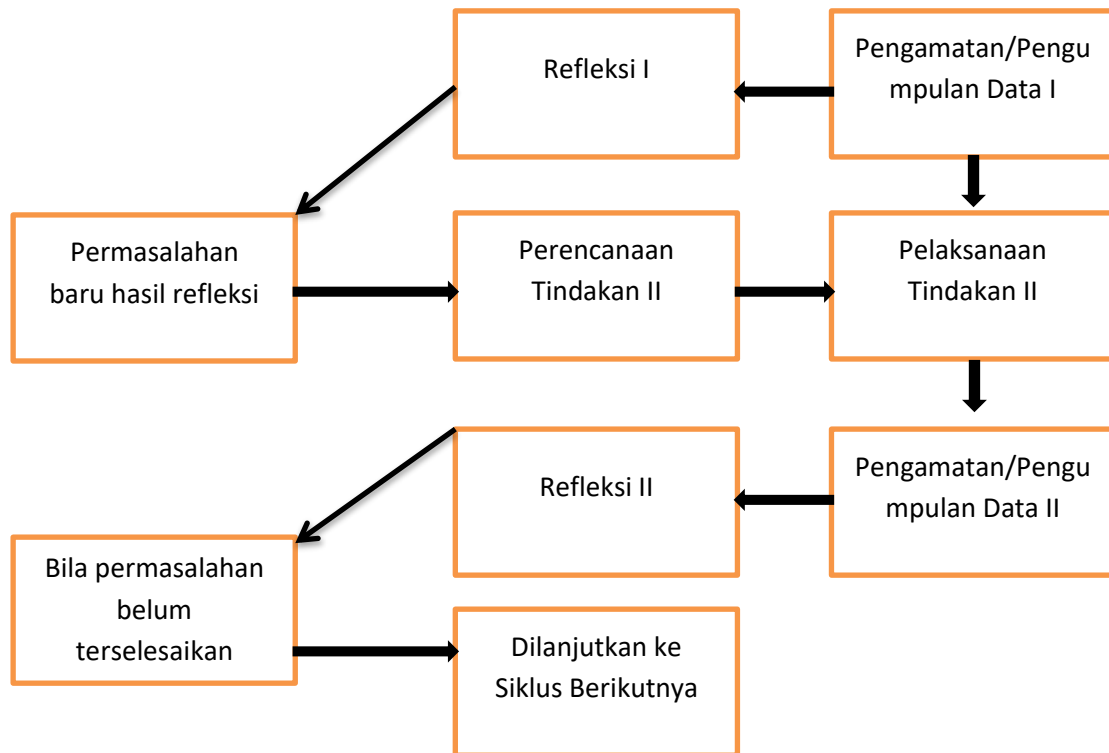 Refleksi I
Pengamatan/Pengu
mpulan Data I
Permasalahan
baru hasil refleksi
Perencanaan
Tindakan II
Pelaksanaan
Tindakan II
Refleksi II
Pengamatan/Pengu
mpulan Data II
Bila permasalahan
belum
terselesaikan
Dilanjutkan ke
Siklus Berikutnya